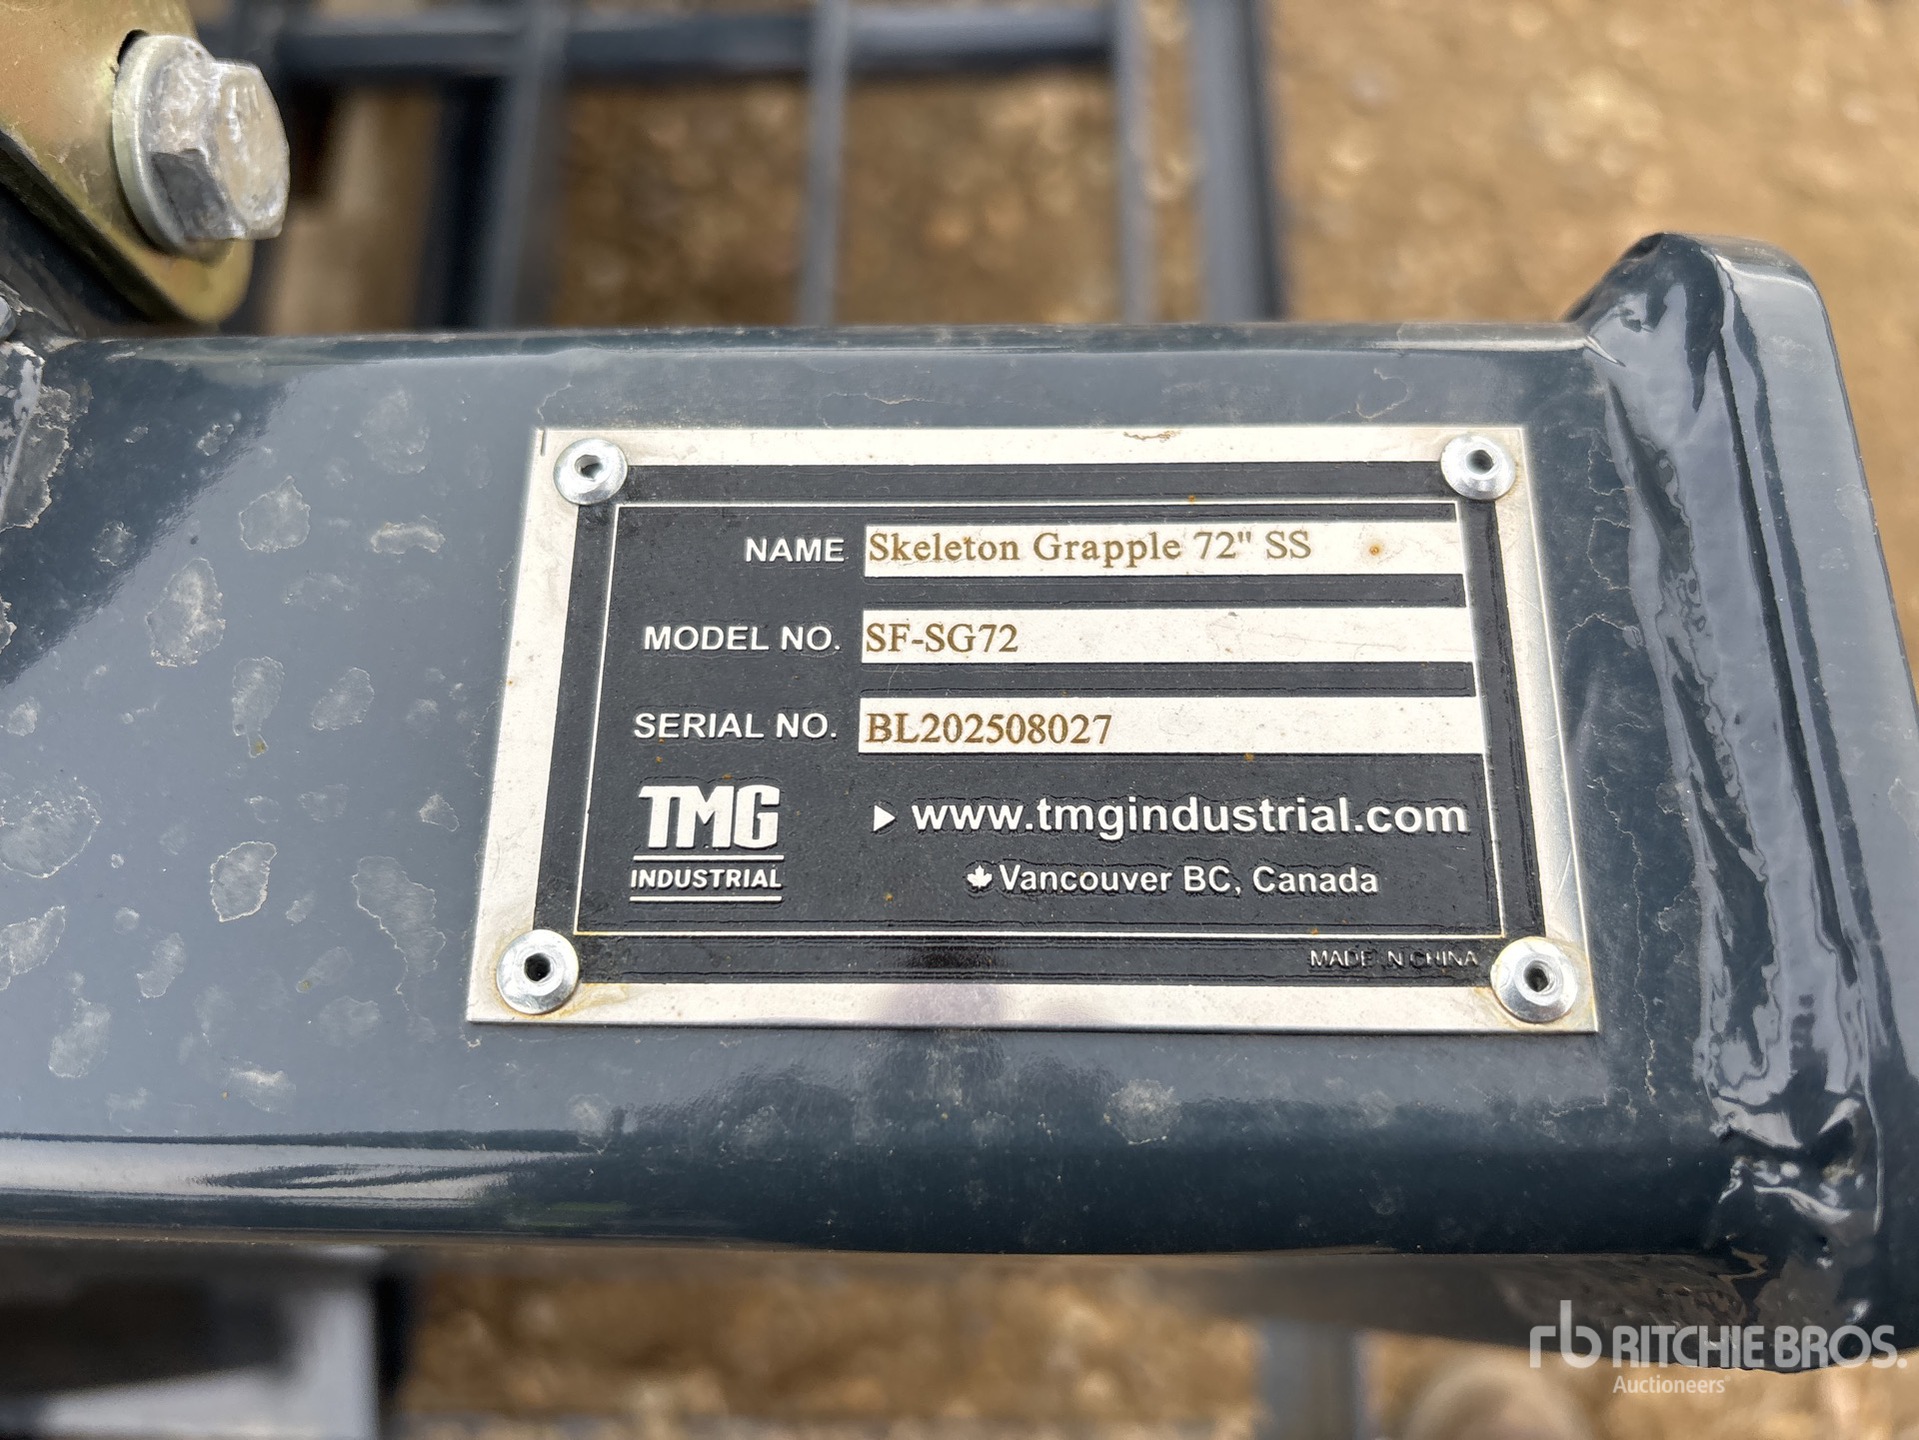 NAME Skeleton Grapple 72" SS
MODEL NO. SF-SG72
SERIAL NO. BL202508027
TMG
INDUSTRIAL
www.tmgindustrial.com
Vancouver BC, Canada
MADE IN CHINA
rb RITCHIE BROS.
Auctioneers